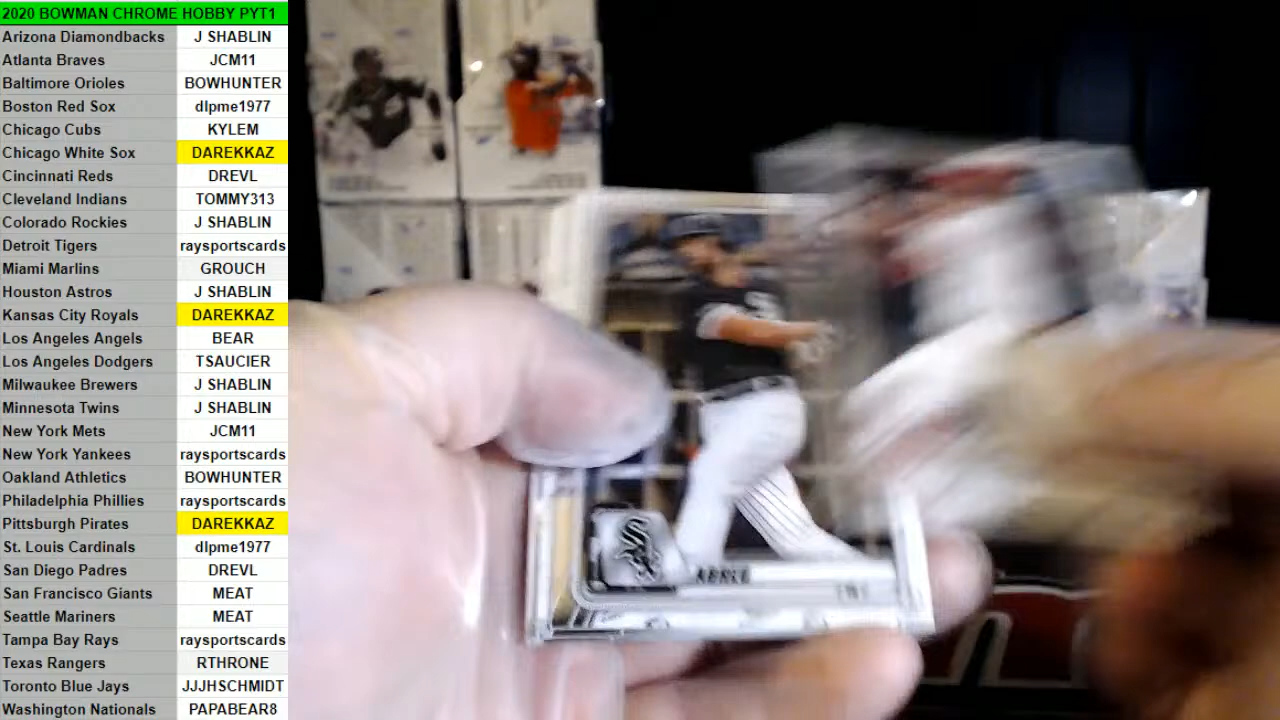 2020 BOWMAN CHROME HOBBY PYT1
Arizona Diamondbacks J SHABLIN
Atlanta Braves JCM11
Baltimore Orioles BOWHUNTER
Boston Red Sox dlpme1977
Chicago Cubs KYLEM
Chicago White Sox DAREKKAZ
Cincinnati Reds DREVL
Cleveland Indians TOMMY313
Colorado Rockies J SHABLIN
Detroit Tigers raysportscards
Miami Marlins GROUCH
Houston Astros J SHABLIN
Kansas City Royals DAREKKAZ
Los Angeles Angels BEAR
Los Angeles Dodgers TSAUCIER
Milwaukee Brewers J SHABLIN
Minnesota Twins J SHABLIN
New York Mets JCM11
New York Yankees raysportscards
Oakland Athletics BOWHUNTER
Philadelphia Phillies raysportscards
Pittsburgh Pirates DAREKKAZ
St. Louis Cardinals dlpme1977
San Diego Padres DREVL
San Francisco Giants MEAT
Seattle Mariners MEAT
Tampa Bay Rays raysportscards
Texas Rangers RTHRONE
Toronto Blue Jays JJJHSCHMIDT
Washington Nationals PAPABEAR8